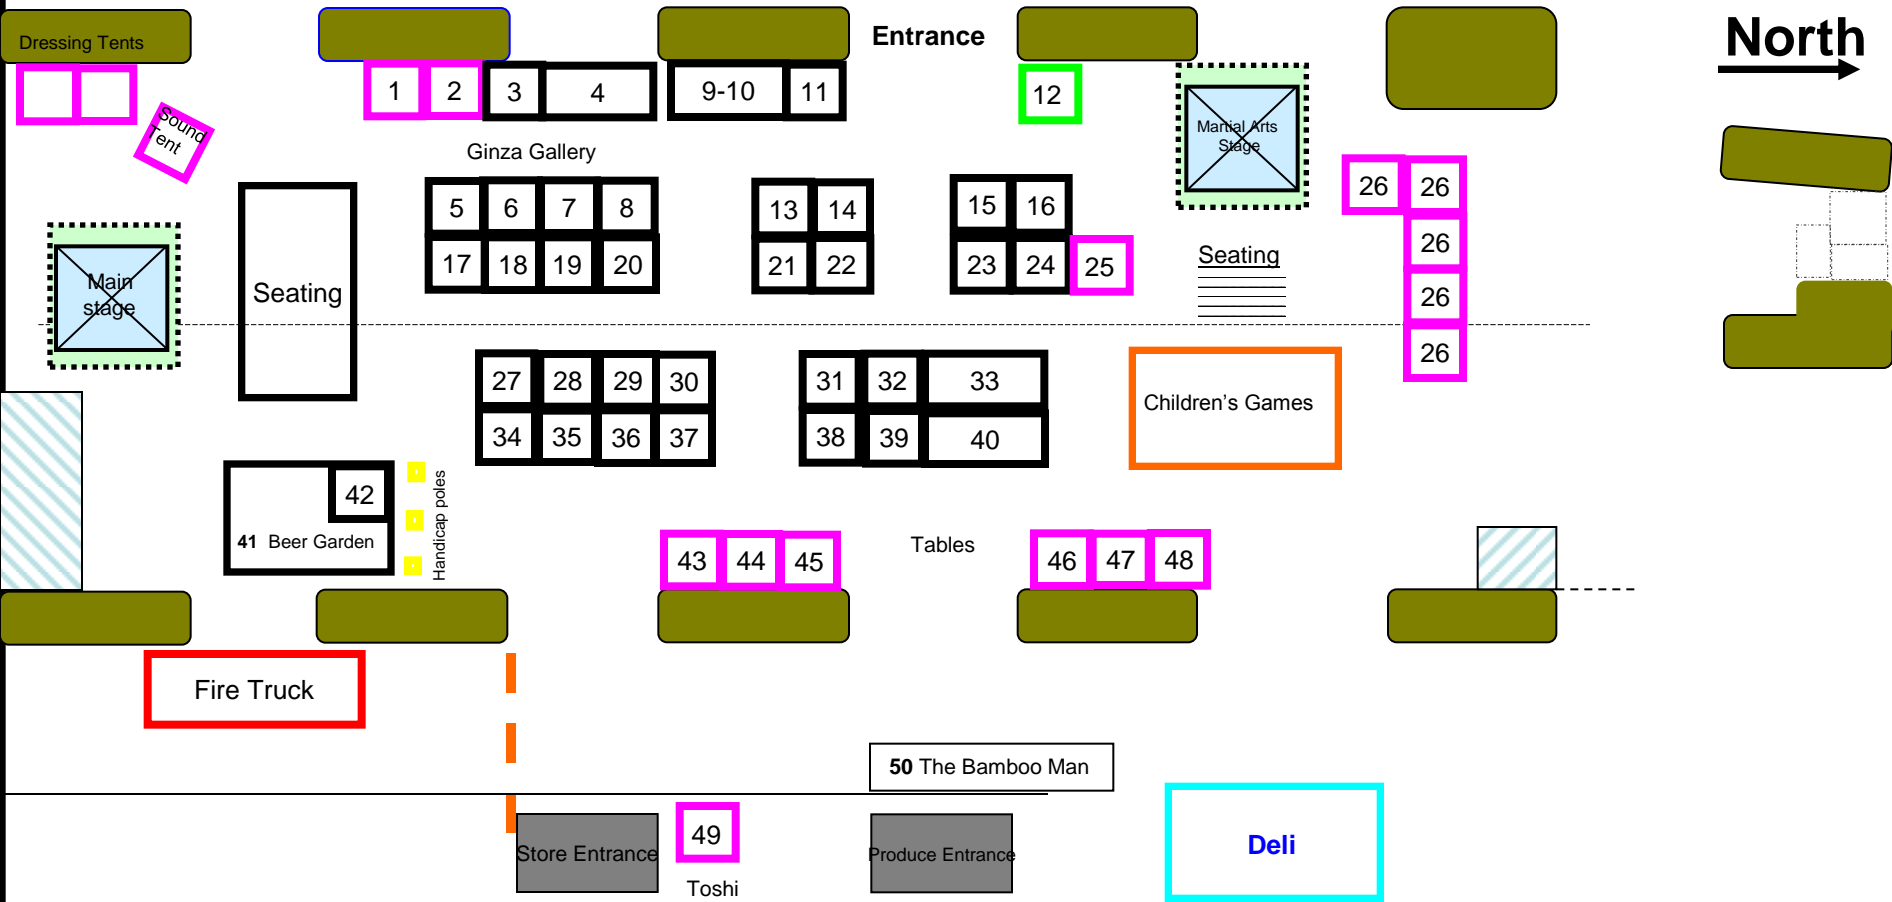 Entrance
North
Dressing Tents
1
2
3
4
9-10
11
12
Sound
Tent
Martial Arts
Stage
Ginza Gallery
5
6
7
8
13
14
15
16
26
26
17
18
19
20
21
22
23
24
25
Seating
26
Main
stage
Seating
26
26
27
28
29
30
31
32
33
Children's Games
34
35
36
37
38
39
40
42
41 Beer Garden
Handicap poles
43
44
45
Tables
46
47
48
Fire Truck
50 The Bamboo Man
49
Store Entrance
Produce Entrance
Deli
Toshi